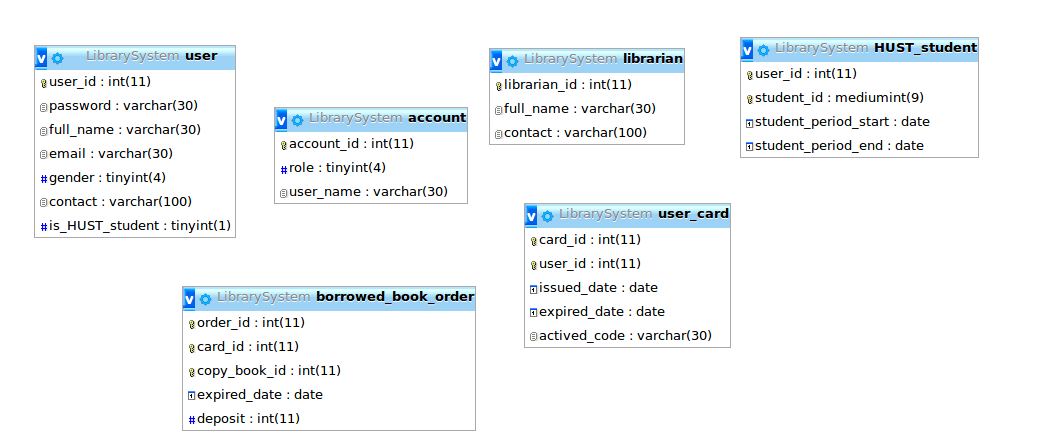 v LibrarySystem user
user_id : int(11)
password : varchar(30)
full_name : varchar(30)
email : varchar(30)
# gender : tinyint(4)
contact : varchar(100)
# is_HUST_student : tinyint(1)
v LibrarySystem account
account_id : int(11)
# role : tinyint(4)
user_name : varchar(30)
v LibrarySystem librarian
librarian_id : int(11)
full_name : varchar(30)
contact : varchar(100)
v LibrarySystem HUST_student
user_id : int(11)
student_id : mediumint(9)
student_period_start : date
student_period_end : date
v LibrarySystem user_card
card_id : int(11)
user_id : int(11)
issued_date : date
expired_date : date
actived_code : varchar(30)
v LibrarySystem borrowed_book_order
order_id : int(11)
card_id : int(11)
copy_book_id : int(11)
expired_date : date
# deposit : int(11)